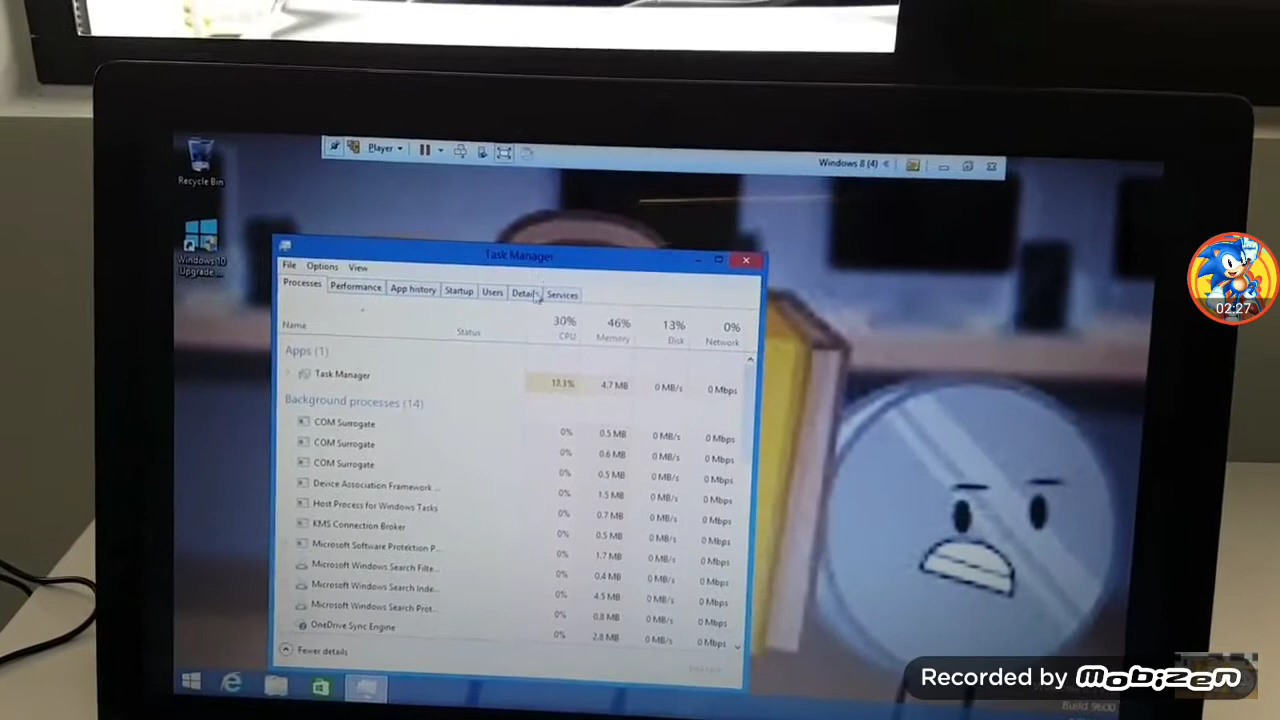 Recycle Bin
Windows 10
Upgrade ...
Player
Windows 8 (4)
Task Manager
File Options View
Processes Performance App history Startup Users Details Services
Name Status 30% CPU 46% Memory 13% Disk 0% Network
Apps (1)
Task Manager 4.7 MB 0 MB/s 0 Mbps
Background processes (14)
COM Surrogate 0% 0.5 MB 0 MB/s 0 Mbps
COM Surrogate 0% 0.6 MB 0 MB/s 0 Mbps
COM Surrogate 0% 0.5 MB 0 MB/s 0 Mbps
Device Association Framework ... 0% 1.5 MB 0 MB/s 0 Mbps
Host Process for Windows Tasks 0% 0.7 MB 0 MB/s 0 Mbps
KMS Connection Broker 0% 0.5 MB 0 MB/s 0 Mbps
Microsoft Software Protection P... 0% 1.7 MB 0 MB/s 0 Mbps
Microsoft Windows Search Filte... 0% 0.4 MB 0 MB/s 0 Mbps
Microsoft Windows Search Inde... 0% 4.5 MB 0 MB/s 0 Mbps
Microsoft Windows Search Prot... 0% 0.8 MB 0 MB/s 0 Mbps
OneDrive Sync Engine 0% 2.8 MB 0 MB/s 0 Mbps
Fewer details
End task
02:27
Recorded by Mobizen
Build 9600